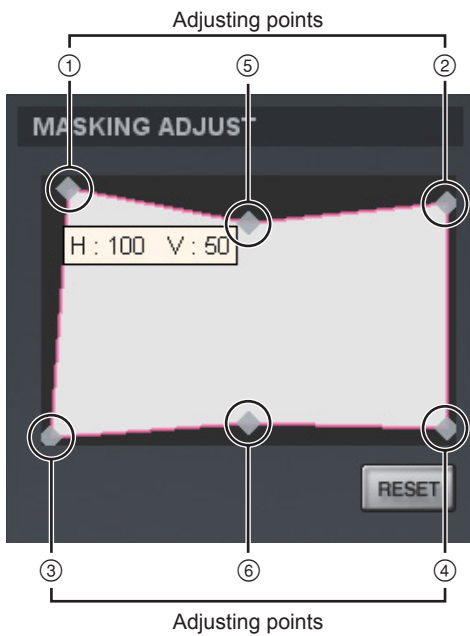 Adjusting points
① ⑤ ②
MASKING ADJUST
H : 100 V : 50
RESET
③ ⑥ ④
Adjusting points